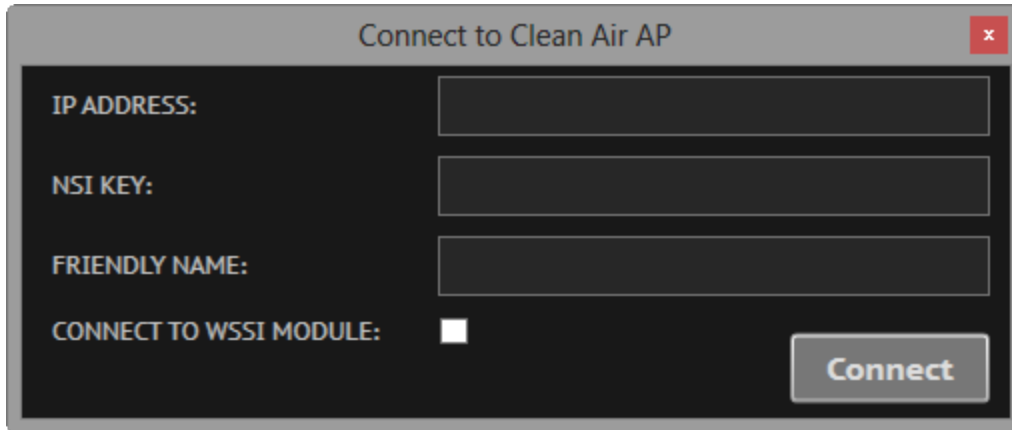 Connect to Clean Air AP
x
IP ADDRESS:
NSI KEY:
FRIENDLY NAME:
CONNECT TO WSSI MODULE:
Connect